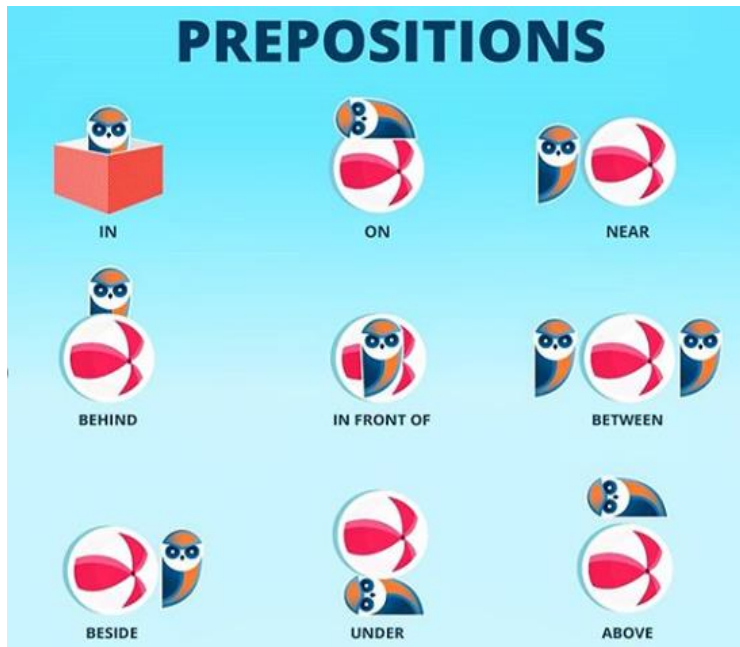 PREPOSITIONS
IN
ON
NEAR
BEHIND
IN FRONT OF
BETWEEN
BESIDE
UNDER
ABOVE